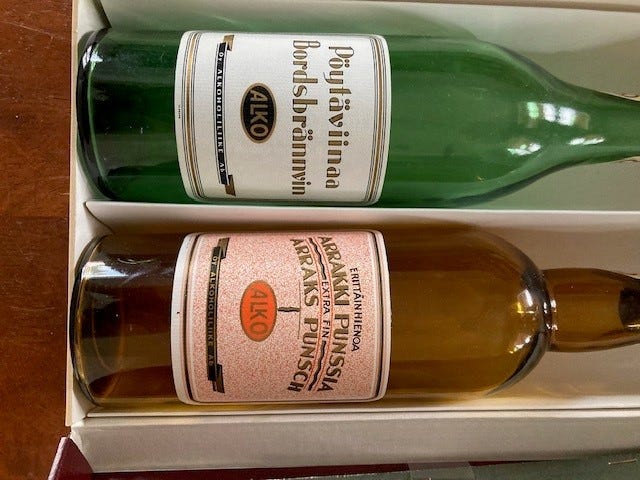 Pöytäviinaa
Bordsbrännvin
ALKO
OY ALKOHOLILIIKE AB
ERITTÄIN HIENOA
ARRAKKI PUNSSIA
EXTRA FIN
ARRAKS PUNSCH
ALKO
OY ALKOHOLILIIKE AB